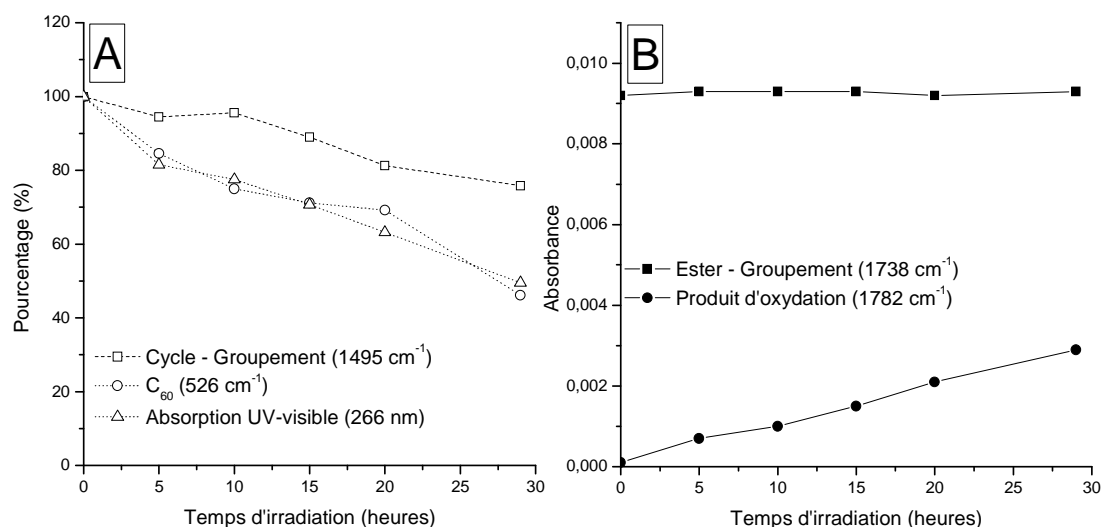 A
120
100
80
60
40
20
0
Pourcentage (%)
Cycle - Groupement (1495 cm⁻¹)
C₆₀ (526 cm⁻¹)
Absorption UV-visible (266 nm)
0 5 10 15 20 25 30
Temps d'irradiation (heures)
B
0,010
0,008
0,006
0,004
0,002
0,000
Absorbance
Ester - Groupement (1738 cm⁻¹)
Produit d'oxydation (1782 cm⁻¹)
0 5 10 15 20 25 30
Temps d'irradiation (heures)